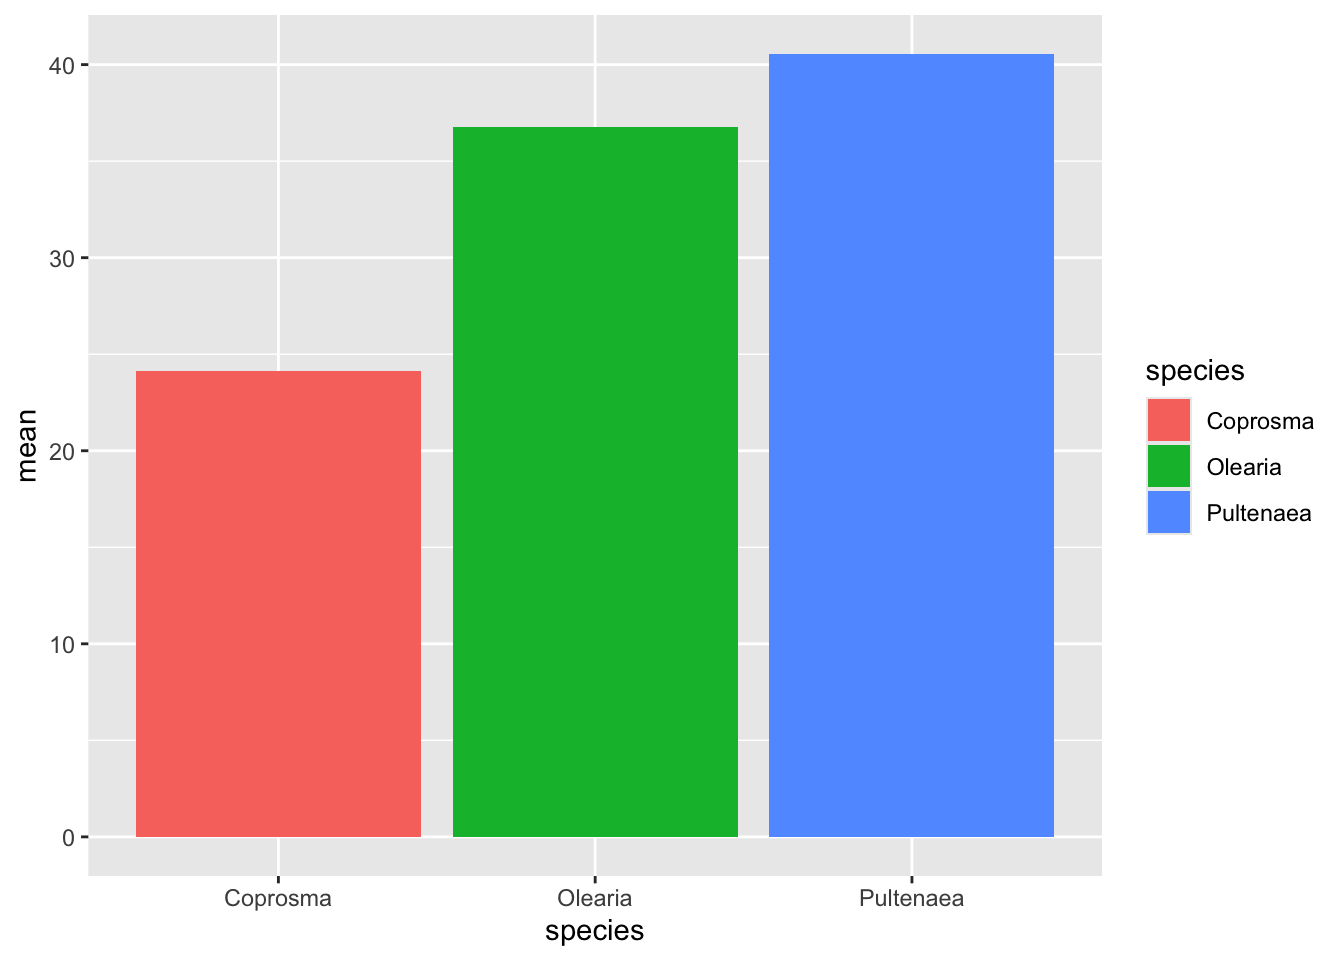 40
30
20
10
0
mean
Coprosma
Olearia
Pultenaea
species
species
Coprosma
Olearia
Pultenaea